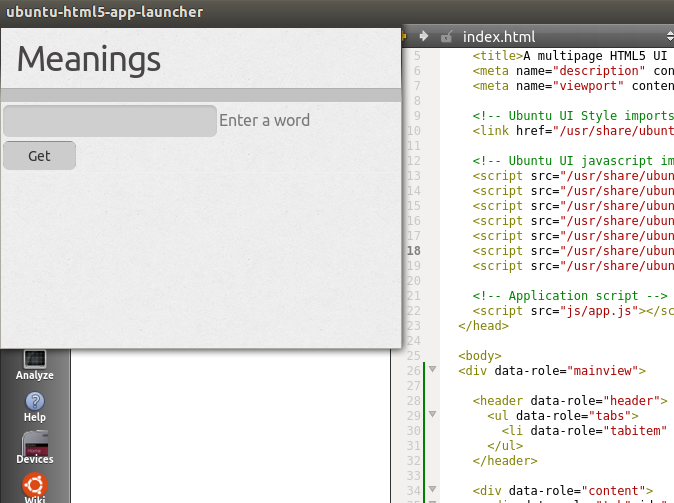 ubuntu-html5-app-launcher
Meanings
Enter a word
Get
Analyze
Help
Devices
Wiki
index.html
5 <title>A multipage HTML5 UI
6 <meta name="description" con
7 <meta name="viewport" conten
8
9 <!-- Ubuntu UI Style imports
10 <link href="/usr/share/ubunt
11
12 <!-- Ubuntu UI javascript im
13 <script src="/usr/share/ubun
14 <script src="/usr/share/ubun
15 <script src="/usr/share/ubun
16 <script src="/usr/share/ubun
17 <script src="/usr/share/ubun
18 <script src="/usr/share/ubun
19 <script src="/usr/share/ubun
20
21 <!-- Application script -->
22 <script src="js/app.js"></sc
23 </head>
24
25 <body>
26 <div data-role="mainview">
27
28 <header data-role="header">
29 <ul data-role="tabs">
30 <li data-role="tabitem"
31 </ul>
32 </header>
33
34 <div data-role="content">